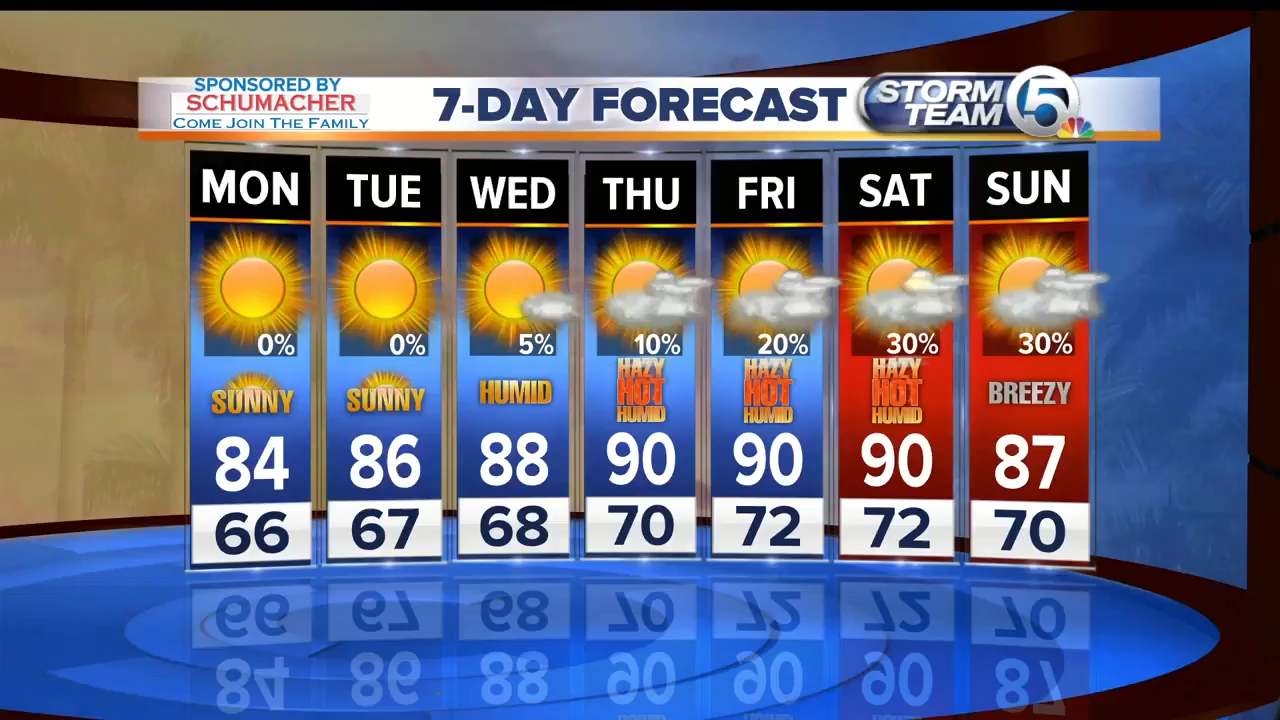 SPONSORED BY
SCHUMACHER
COME JOIN THE FAMILY
7-DAY FORECAST
STORM
TEAM 5
MON TUE WED THU FRI SAT SUN
0% 0% 5% 10% 20% 30% 30%
SUNNY
SUNNY
HUMID
HAZY
HOT
HUMID
HAZY
HOT
HUMID
HAZY
HOT
HUMID
BREEZY
84 86 88 90 90 90 87
66 67 68 70 72 72 70